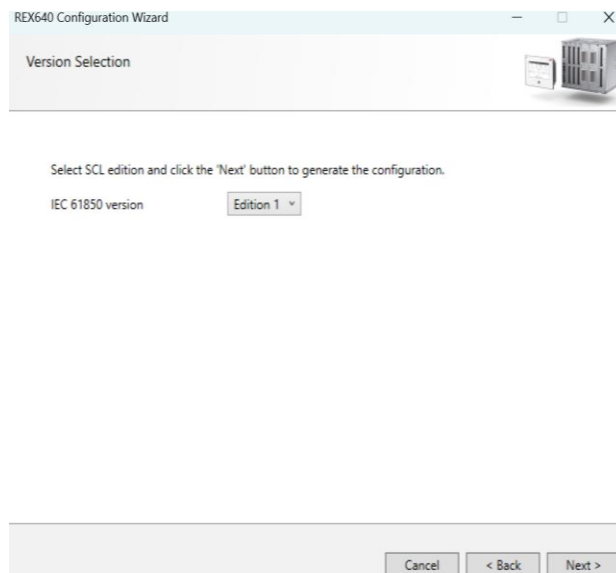 REX640 Configuration Wizard
Version Selection
Select SCL edition and click the 'Next' button to generate the configuration.
IEC 61850 version Edition 1
Cancel < Back Next >